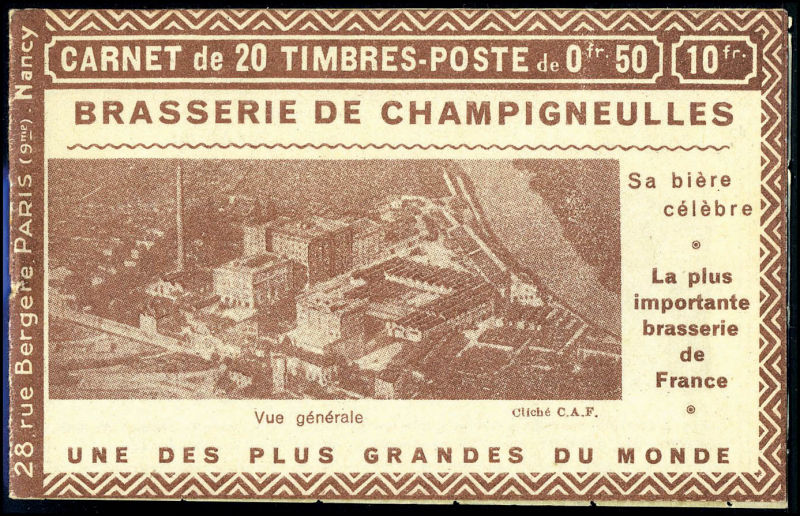 CARNET de 20 TIMBRES-POSTE de 0fr. 50
10fr.
BRASSERIE DE CHAMPIGNEULLES
Sa bière
célèbre
La plus
importante
brasserie
de
France
Vue générale
Cliché C.A.F.
UNE DES PLUS GRANDES DU MONDE
28 rue Bergère PARIS (9me) - Nancy